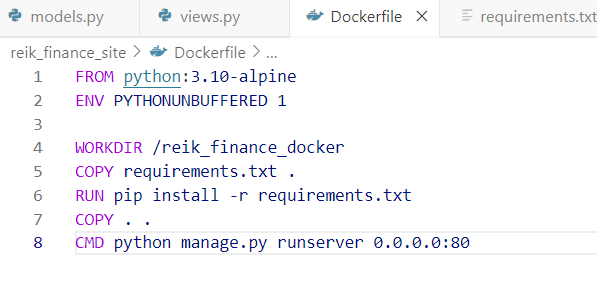 models.py views.py Dockerfile requirements.txt
reik_finance_site > Dockerfile > ...
1 FROM python:3.10-alpine
2 ENV PYTHONUNBUFFERED 1
3
4 WORKDIR /reik_finance_docker
5 COPY requirements.txt .
6 RUN pip install -r requirements.txt
7 COPY . .
8 CMD python manage.py runserver 0.0.0.0:80